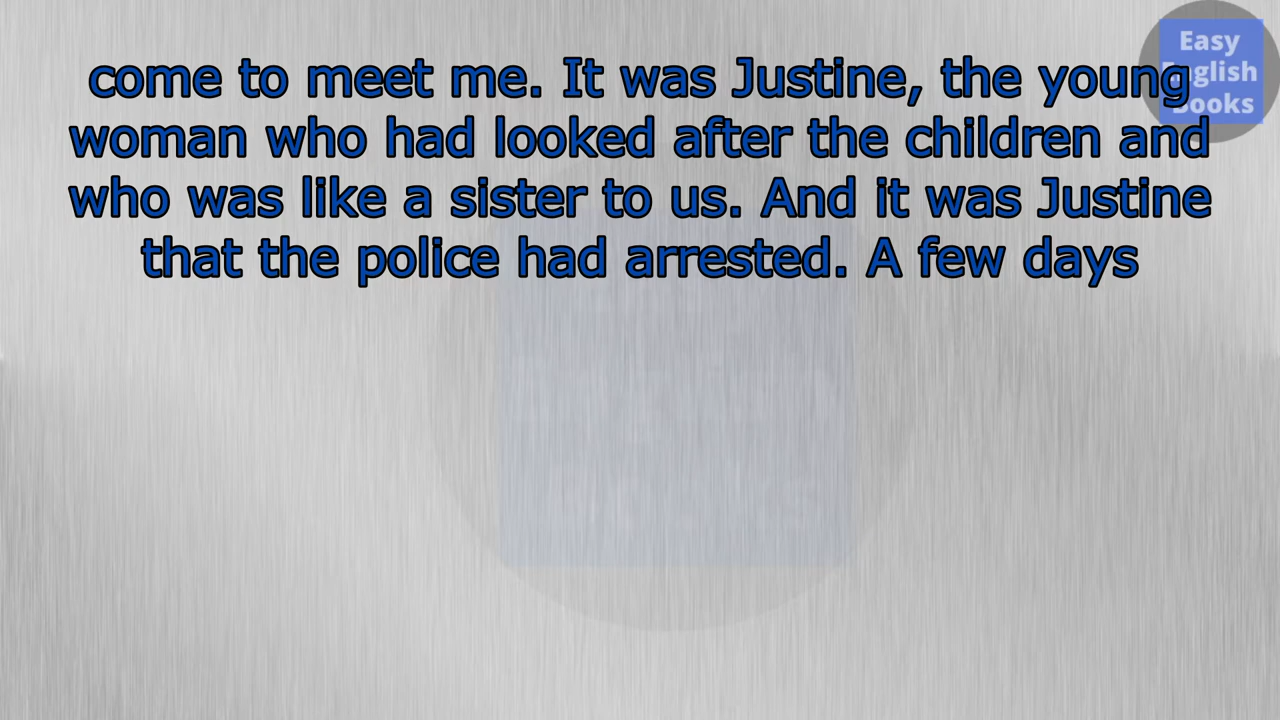 come to meet me. It was Justine, the young
woman who had looked after the children and
who was like a sister to us. And it was Justine
that the police had arrested. A few days
Easy
English
Books